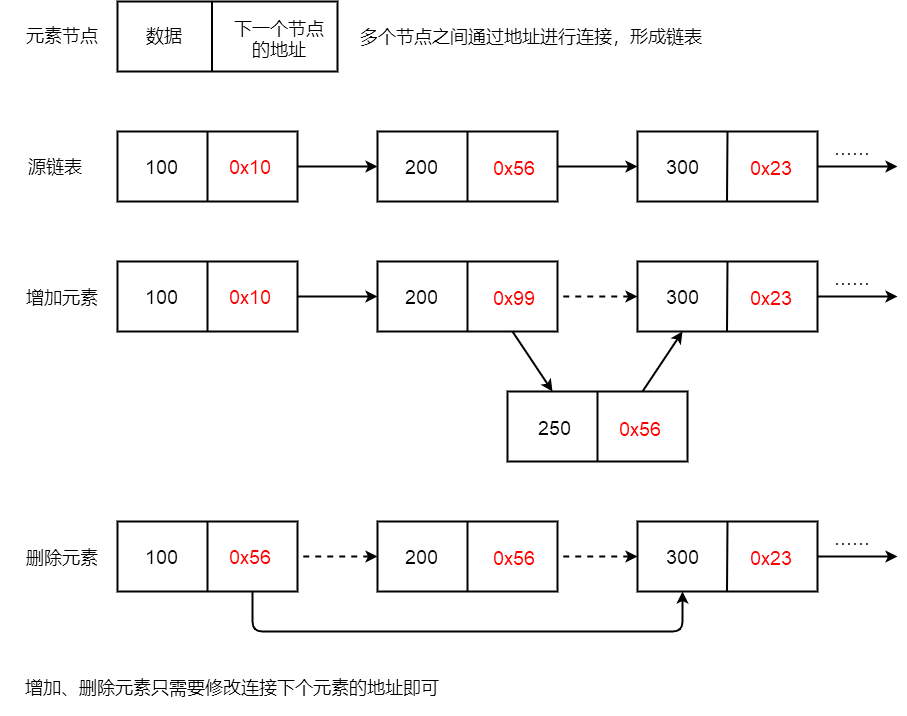 元素节点
数据
下一个节点
的地址
多个节点之间通过地址进行连接，形成链表
源链表
100
0x10
200
0x56
300
0x23
……
增加元素
100
0x10
200
0x99
300
0x23
……
250
0x56
删除元素
100
0x56
200
0x56
300
0x23
……
增加、删除元素只需要修改连接下个元素的地址即可